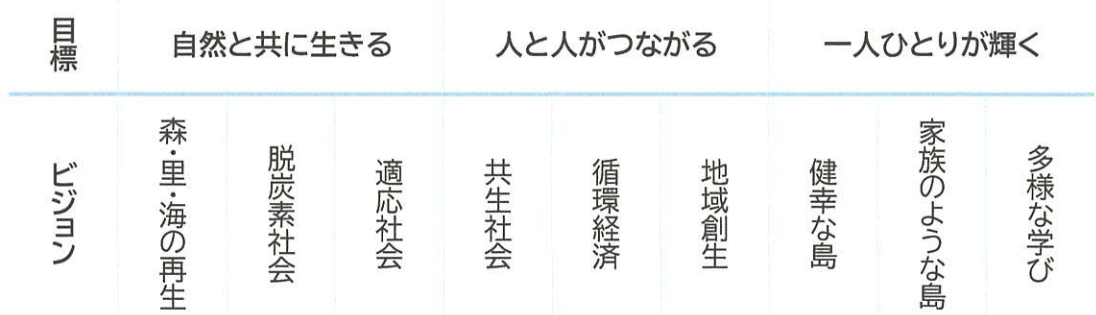 目標
自然と共に生きる
人と人がつながる
一人ひとりが輝く
ビジョン
森・里・海の再生
脱炭素社会
適応社会
共生社会
循環経済
地域創生
健幸な島
家族のような島
多様な学び